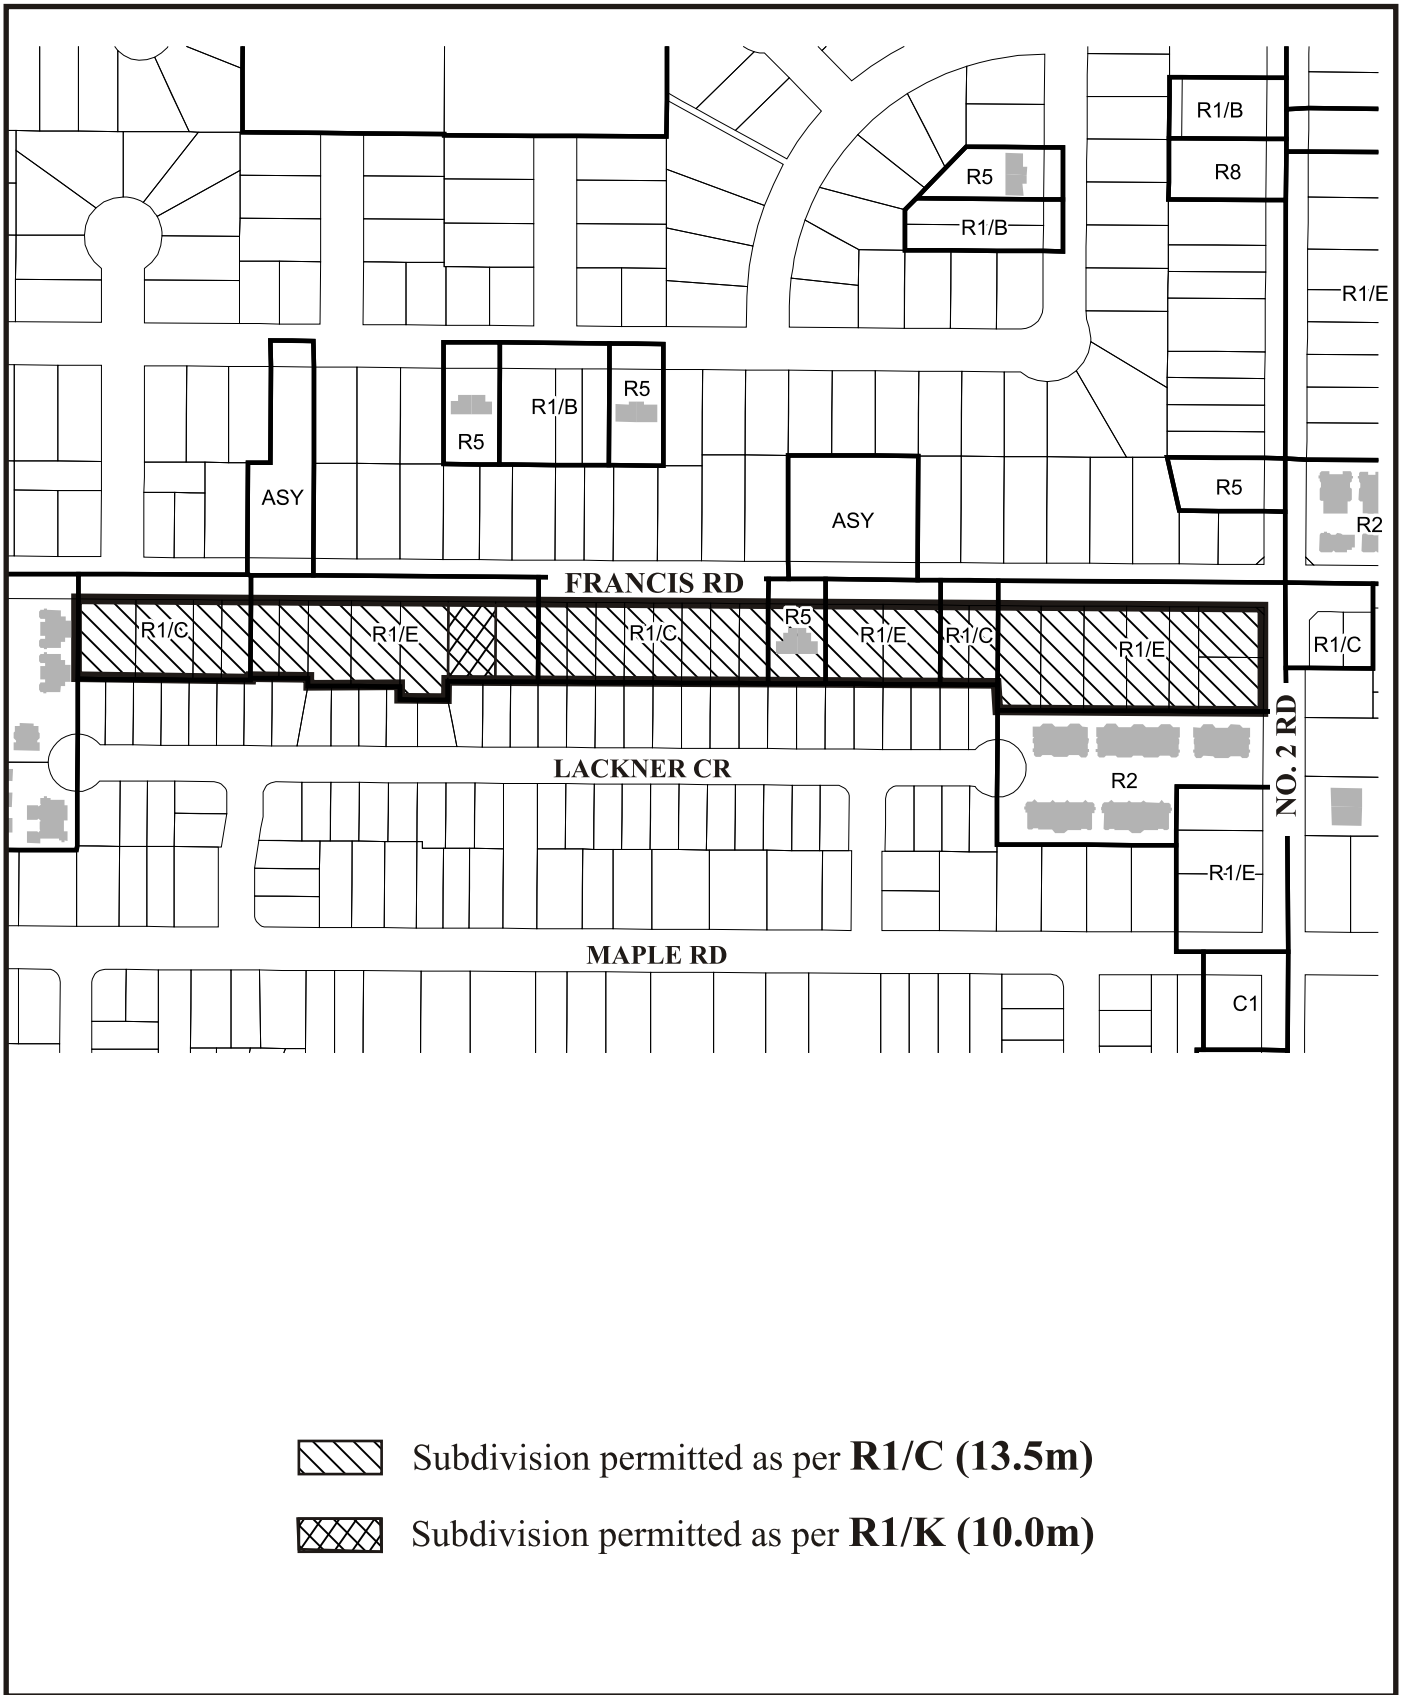 R1/B
R5
R8
R1/B
R1/E
R5
R1/B
R5
R5
ASY
ASY
R2
FRANCIS RD
R1/C
R1/E
R1/C
R5
R1/E
R1/C
R1/E
R1/C
NO. 2 RD
LACKNER CR
R2
R1/E
MAPLE RD
C1
Subdivision permitted as per R1/C (13.5m)
Subdivision permitted as per R1/K (10.0m)